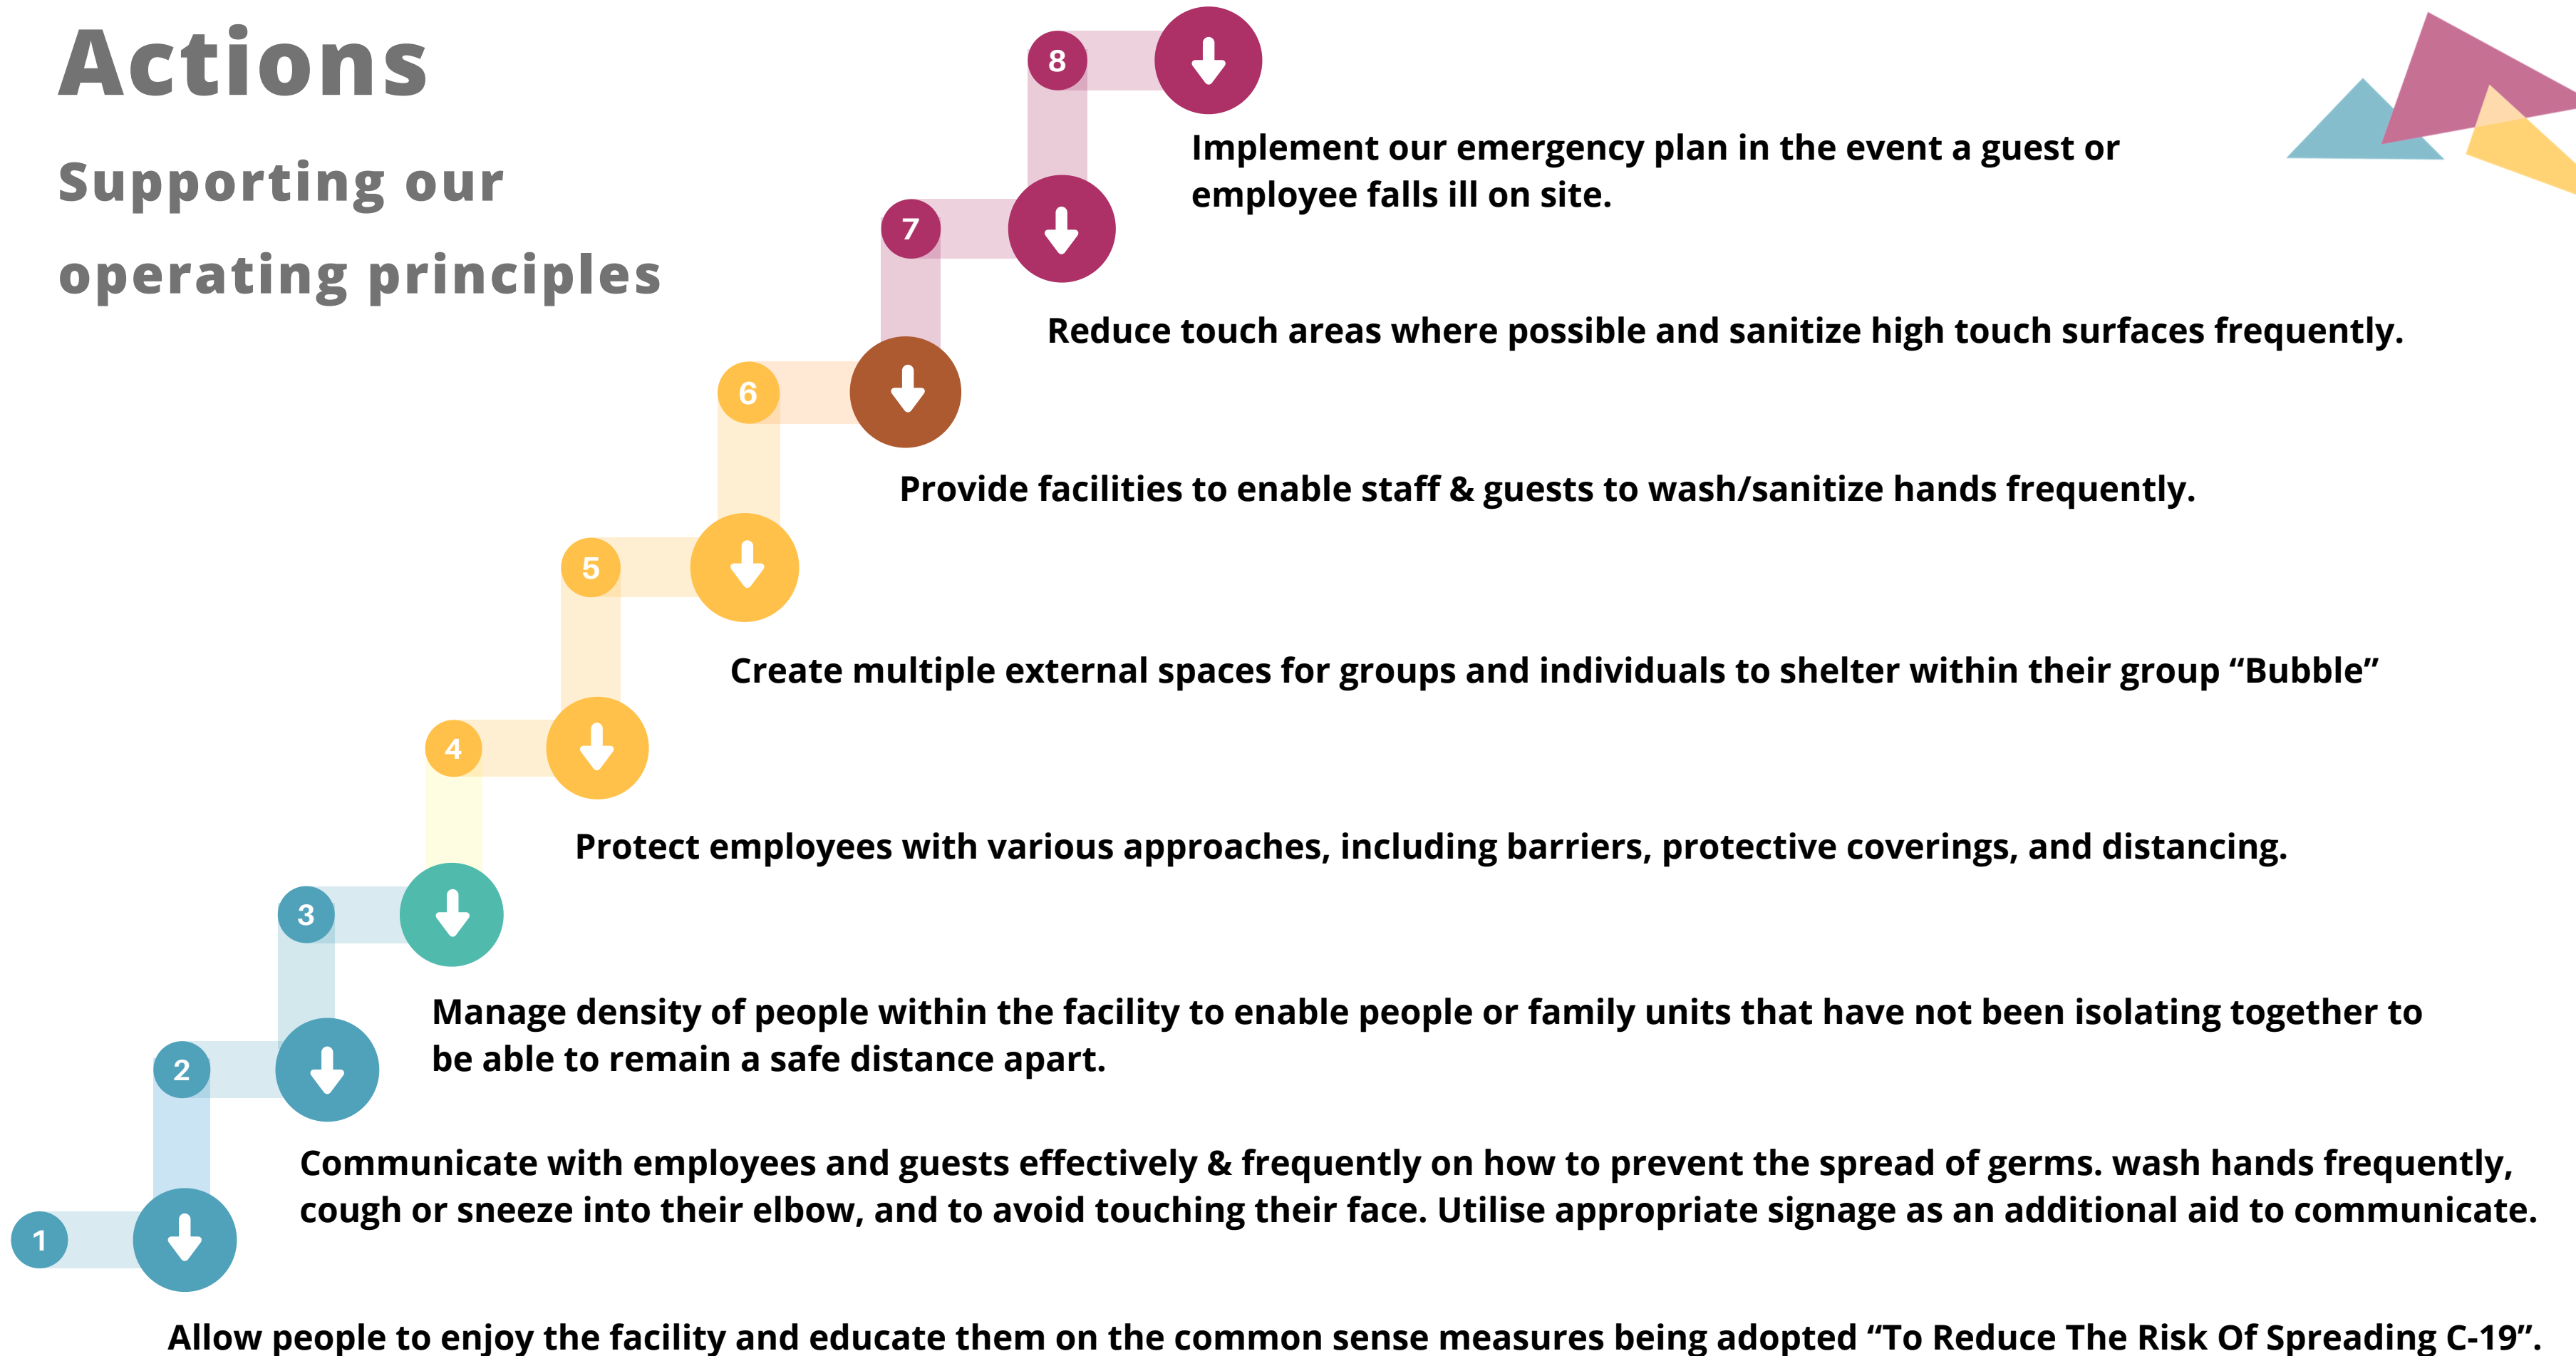 Actions
Supporting our
operating principles
8
Implement our emergency plan in the event a guest or
employee falls ill on site.
7
Reduce touch areas where possible and sanitize high touch surfaces frequently.
6
Provide facilities to enable staff & guests to wash/sanitize hands frequently.
5
Create multiple external spaces for groups and individuals to shelter within their group “Bubble”
4
Protect employees with various approaches, including barriers, protective coverings, and distancing.
3
Manage density of people within the facility to enable people or family units that have not been isolating together to
be able to remain a safe distance apart.
2
Communicate with employees and guests effectively & frequently on how to prevent the spread of germs. wash hands frequently,
cough or sneeze into their elbow, and to avoid touching their face. Utilise appropriate signage as an additional aid to communicate.
1
Allow people to enjoy the facility and educate them on the common sense measures being adopted “To Reduce The Risk Of Spreading C-19”.